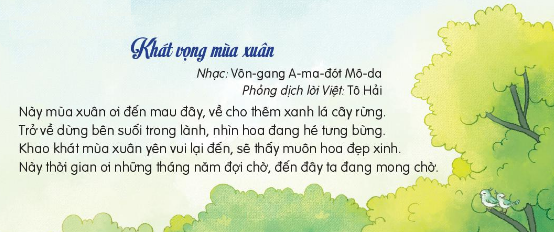 Khát vọng mùa xuân
Nhạc: Vôn-gang A-ma-đớt Mô-da
Phỏng dịch lời Việt: Tô Hải
Này mùa xuân ơi đến mau đây, về cho thêm xanh lá cây rừng.
Trở về dừng bên suối trong lành, nhìn hoa đang hé tưng bừng.
Khao khát mùa xuân yên vui lại đến, sẽ thấy muôn hoa đẹp xinh.
Này thời gian ơi những tháng năm đợi chờ, đến đây ta đang mong chờ.